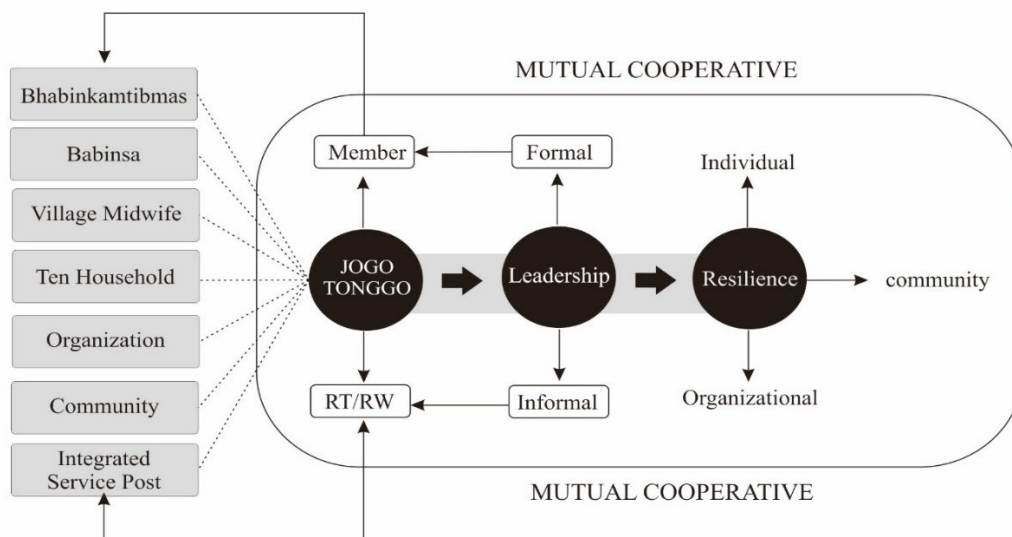 MUTUAL COOPERATIVE
Bhabinkamtibmas
Babinsa
Village Midwife
Ten Household
Organization
Community
Integrated
Service Post
Member
Formal
Individual
JOGO
TONGGO
Leadership
Resilience
community
RT/RW
Informal
Organizational
MUTUAL COOPERATIVE